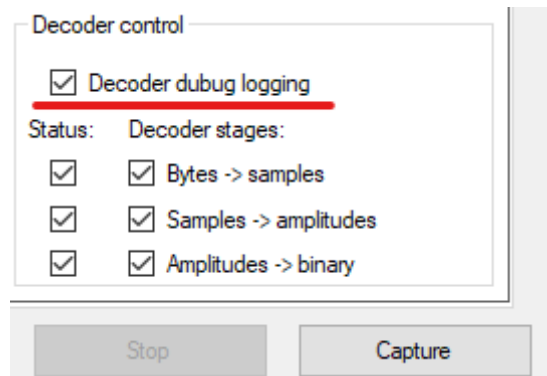 Decoder control
Decoder dubug logging
Status: Decoder stages:
Bytes -> samples
Samples -> amplitudes
Amplitudes -> binary
Stop Capture